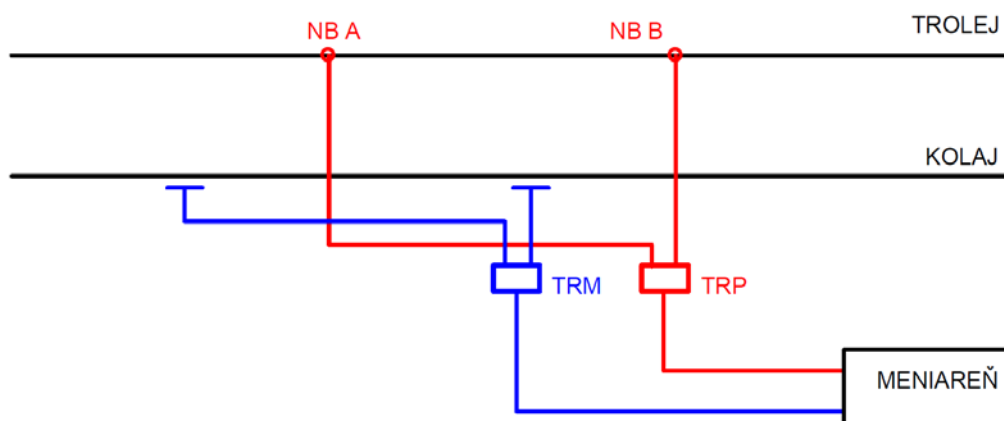 NB A
NB B
TROLEJ
KOLAJ
TRM
TRP
MENIAREŇ